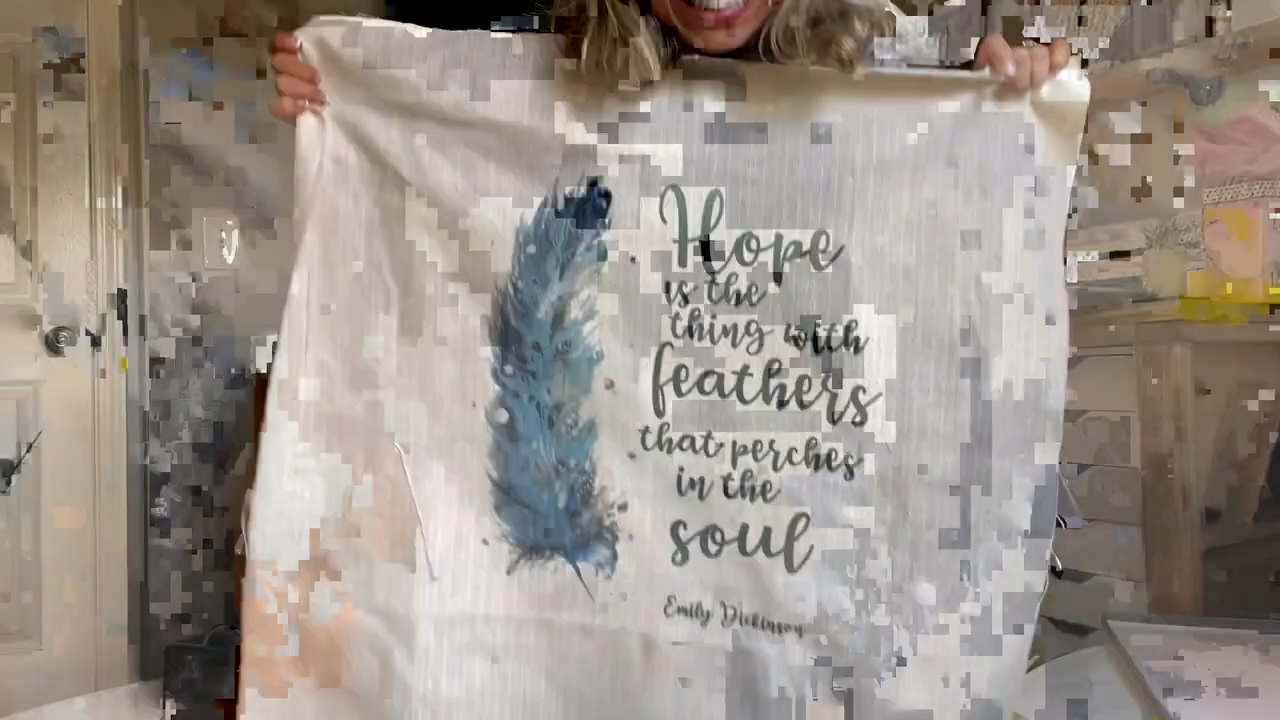 Hope
is the
thing with
feathers
that perches
in the
soul
Emily Dickinson